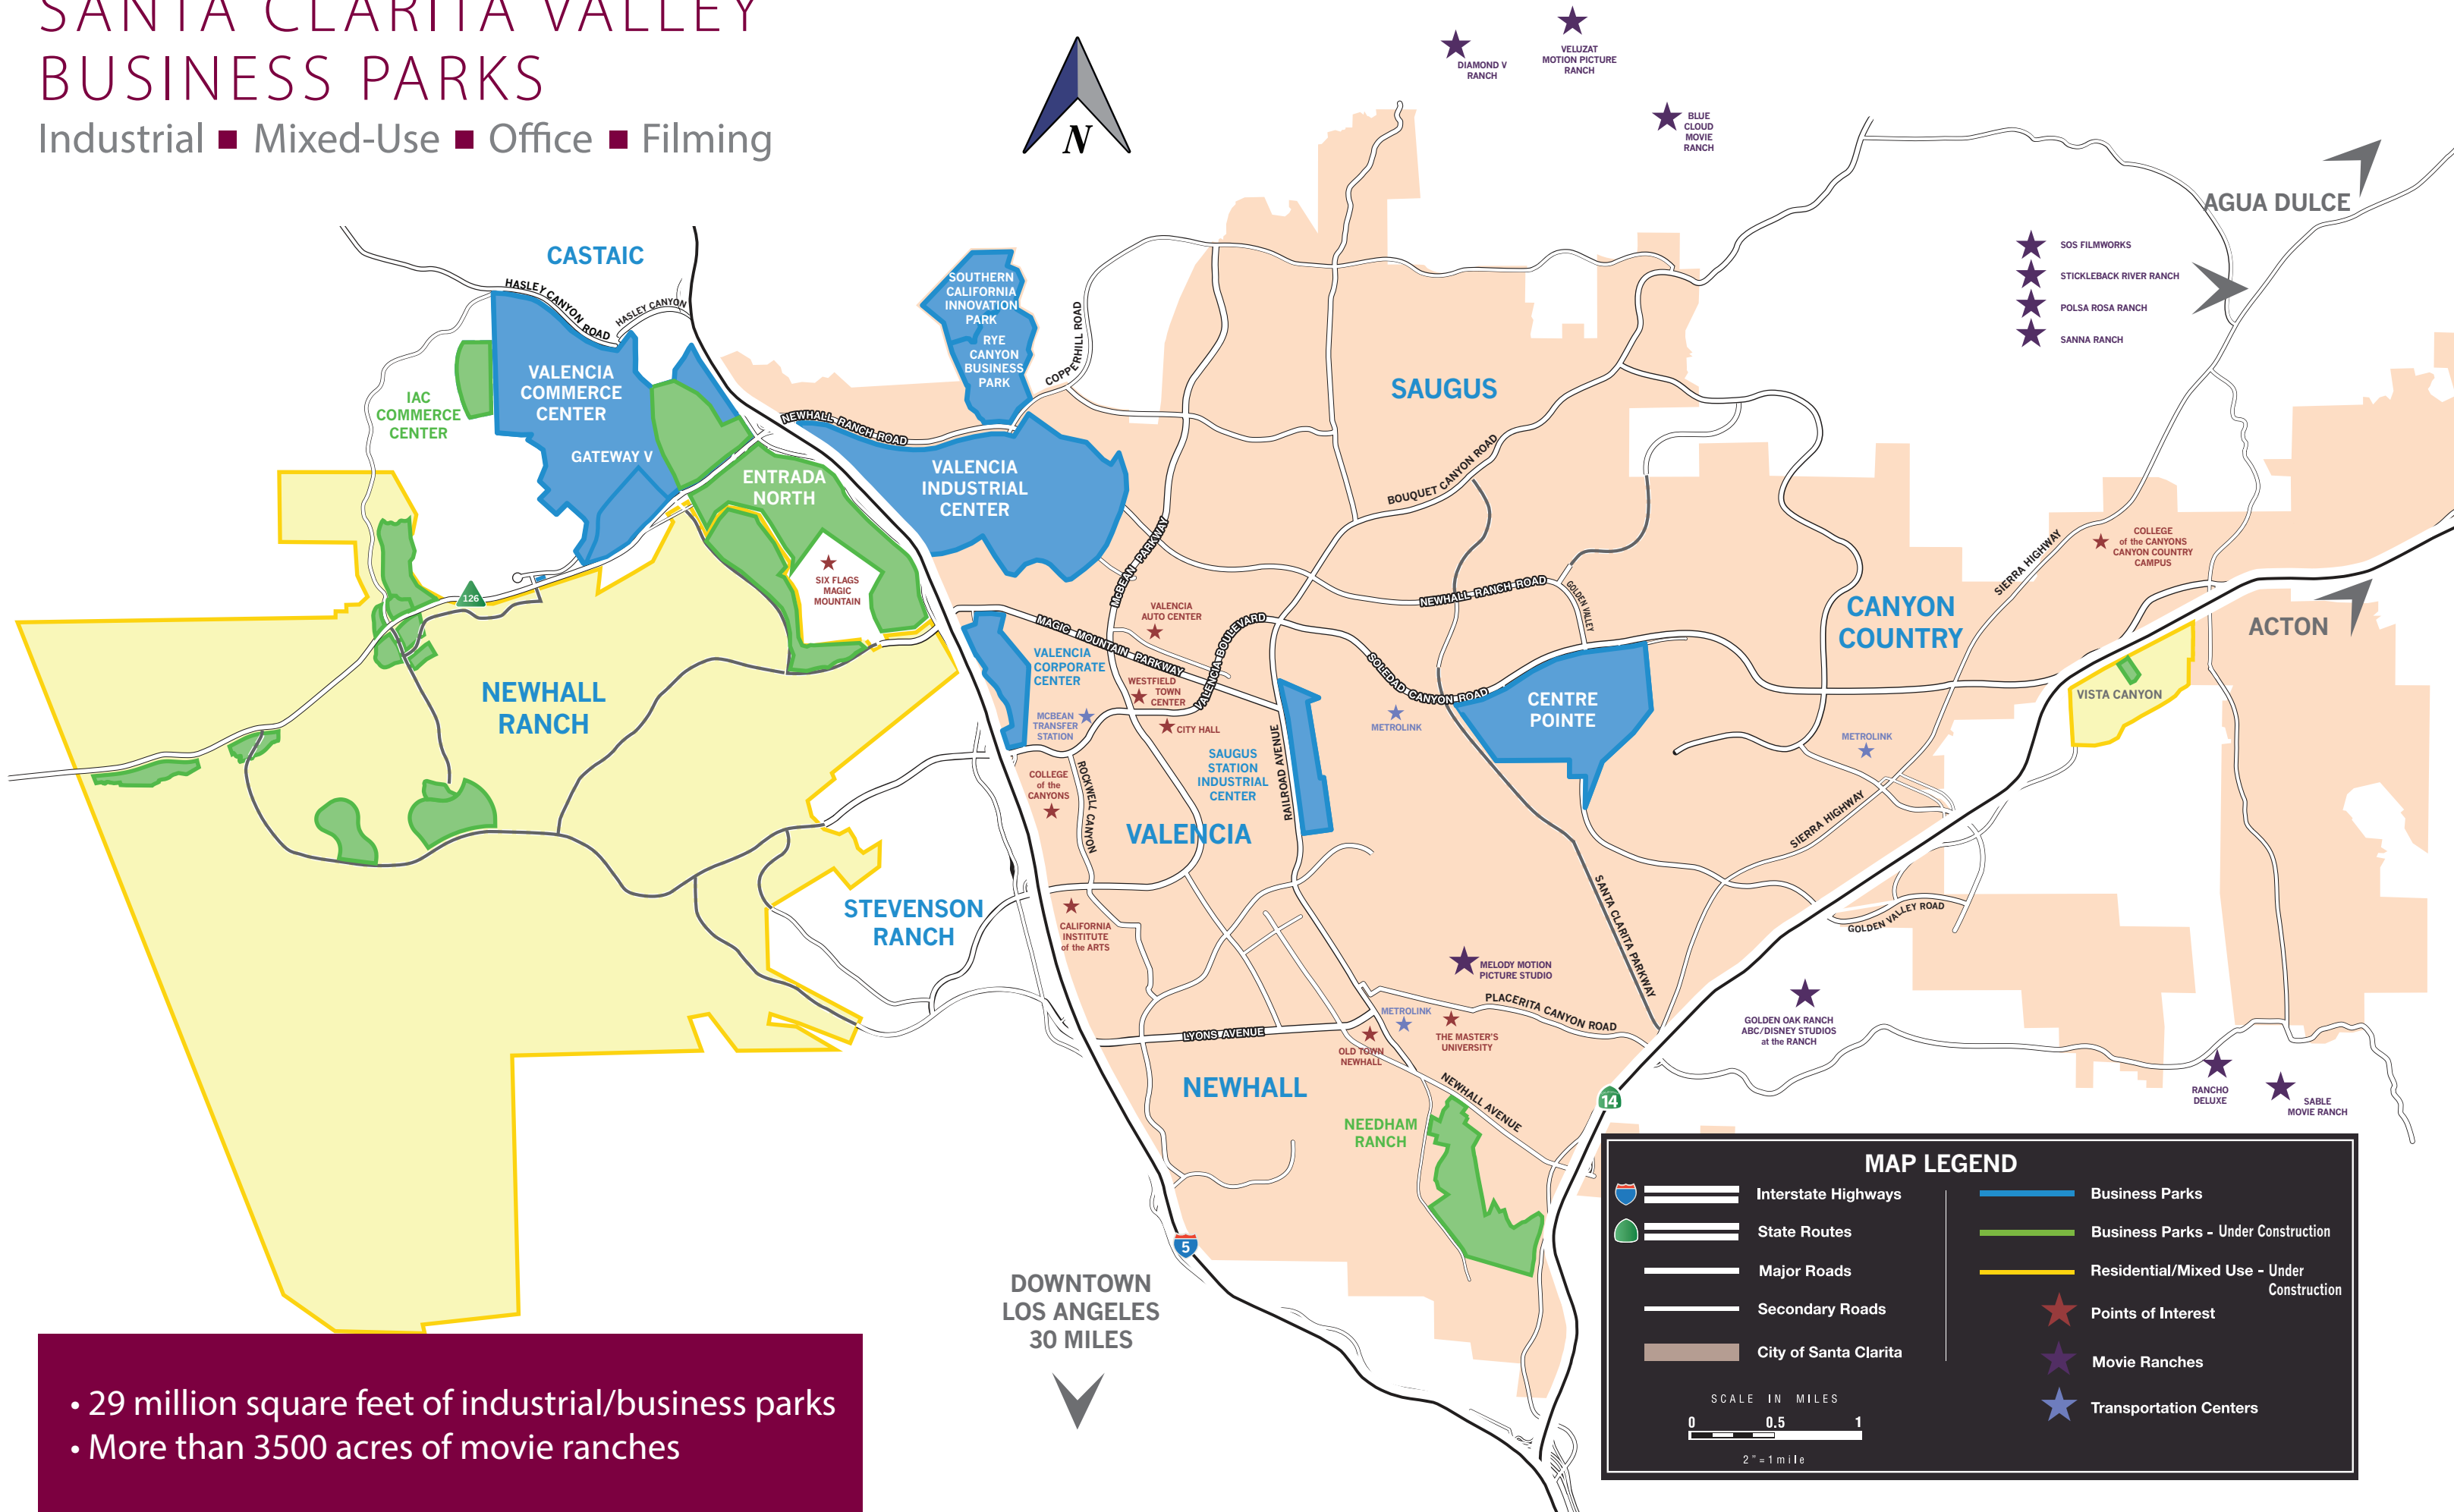 SANTA CLARITA VALLEY
BUSINESS PARKS
Industrial ■ Mixed-Use ■ Office ■ Filming
N
DIAMOND V
RANCH
VELUZAT
MOTION PICTURE
RANCH
BLUE
CLOUD
MOVIE
RANCH
AGUA DULCE
SOS FILMWORKS
STICKLEBACK RIVER RANCH
POLSA ROSA RANCH
SANNA RANCH
CASTAIC
HASLEY CANYON ROAD
HASLEY CANYON
SOUTHERN
CALIFORNIA
INNOVATION
PARK
RYE
CANYON
BUSINESS
PARK
COPPERHILL ROAD
VALENCIA
COMMERCE
CENTER
IAC
COMMERCE
CENTER
GATEWAY V
NEWHALL RANCH ROAD
ENTRADA
NORTH
VALENCIA
INDUSTRIAL
CENTER
SAUGUS
BOUQUET CANYON ROAD
MCBEAN PARKWAY
SIX FLAGS
MAGIC
MOUNTAIN
126
NEWHALL RANCH ROAD
GOLDEN VALLEY
SIERRA HIGHWAY
COLLEGE
of the CANYONS
CANYON COUNTRY
CAMPUS
CANYON
COUNTRY
ACTON
VALENCIA
AUTO CENTER
MAGIC MOUNTAIN PARKWAY
VALENCIA BOULEVARD
VALENCIA
CORPORATE
CENTER
WESTFIELD
TOWN
CENTER
SOLEDAD CANYON ROAD
CENTRE
POINTE
VISTA CANYON
NEWHALL
RANCH
MCBEAN
TRANSFER
STATION
CITY HALL
METROLINK
METROLINK
SAUGUS
STATION
INDUSTRIAL
CENTER
RAILROAD AVENUE
COLLEGE
of the
CANYONS
ROCKWELL CANYON
VALENCIA
SIERRA HIGHWAY
STEVENSON
RANCH
CALIFORNIA
INSTITUTE
of the ARTS
SANTA CLARITA PARKWAY
GOLDEN VALLEY ROAD
MELODY MOTION
PICTURE STUDIO
PLACERITA CANYON ROAD
GOLDEN OAK RANCH
ABC/DISNEY STUDIOS
at the RANCH
LYONS AVENUE
METROLINK
OLD TOWN
NEWHALL
THE MASTER'S
UNIVERSITY
NEWHALL
NEWHALL AVENUE
NEEDHAM
RANCH
14
RANCHO
DELUXE
SABLE
MOVIE RANCH
5
DOWNTOWN
LOS ANGELES
30 MILES
MAP LEGEND
Interstate Highways
State Routes
Major Roads
Secondary Roads
City of Santa Clarita
SCALE IN MILES
0 0.5 1
2"=1mile
Business Parks
Business Parks - Under Construction
Residential/Mixed Use - Under
Construction
Points of Interest
Movie Ranches
Transportation Centers
• 29 million square feet of industrial/business parks
• More than 3500 acres of movie ranches